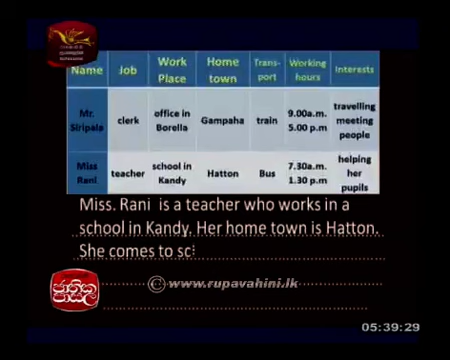 Name Job Work Place Home town Trans-port Working hours Interests
Mr. Siripala clerk office in Borella Gampaha train 9.00a.m. 5.00 p.m travelling meeting people
Miss Rani teacher school in Kandy Hatton Bus 7.30a.m. 1.30 p.m helping her pupils
Miss. Rani is a teacher who works in a
school in Kandy. Her home town is Hatton.
She comes to sc
ජාතික
පාසල
© www.rupavahini.lk
05:39:29